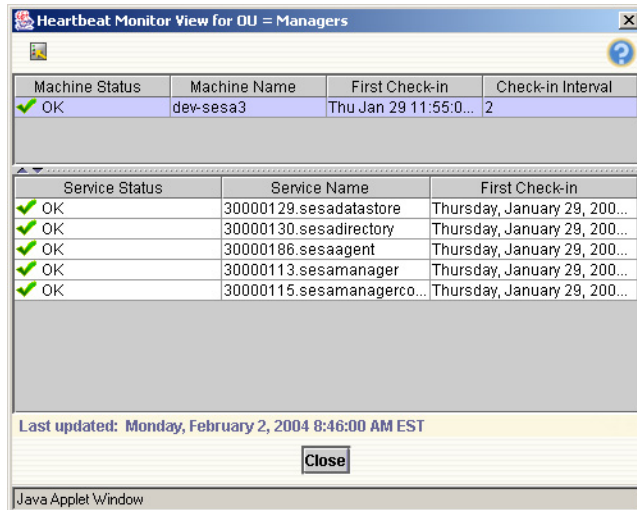 Heartbeat Monitor View for OU = Managers
Machine Status Machine Name First Check-in Check-in Interval
OK dev-sesa3 Thu Jan 29 11:55:0... 2
Service Status Service Name First Check-in
OK 30000129.sesadatastore Thursday, January 29, 200...
OK 30000130.sesadirectory Thursday, January 29, 200...
OK 30000186.sesaagent Thursday, January 29, 200...
OK 30000113.sesamanager Thursday, January 29, 200...
OK 30000115.sesamanagerco... Thursday, January 29, 200...
Last updated: Monday, February 2, 2004 8:46:00 AM EST
Close
Java Applet Window